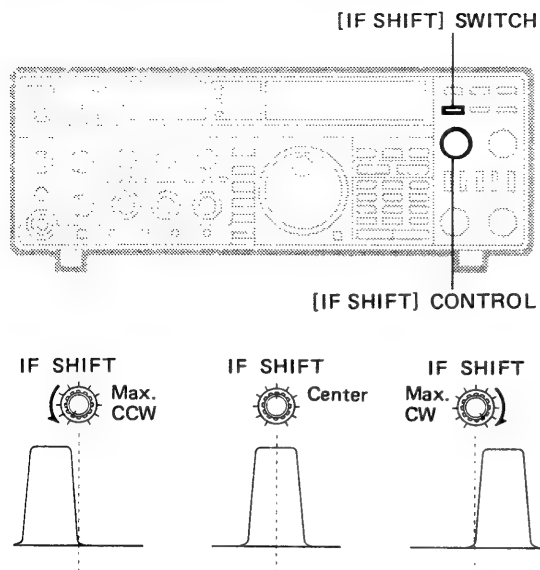 [IF SHIFT] SWITCH
[IF SHIFT] CONTROL
IF SHIFT
Max.
CCW
IF SHIFT
Center
IF SHIFT
Max.
CW